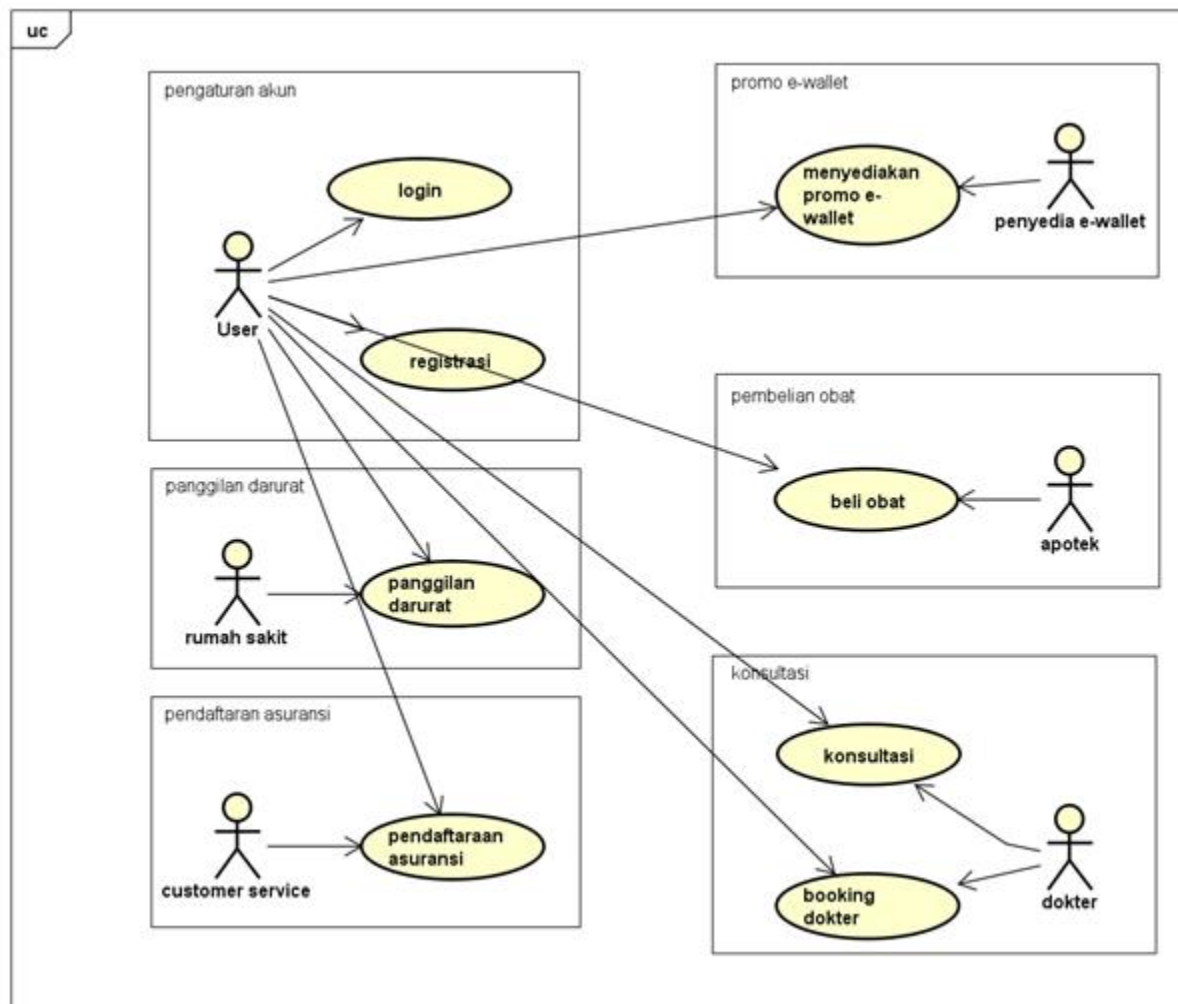 uc
pengaturan akun
login
User
registrasi
promo e-wallet
menyediakan
promo e-
wallet
penyedia e-wallet
panggilan darurat
rumah sakit
panggilan
darurat
pembelian obat
beli obat
apotek
pendaftaran asuransi
customer service
pendaftaraan
asuransi
konsultasi
konsultasi
booking
dokter
dokter